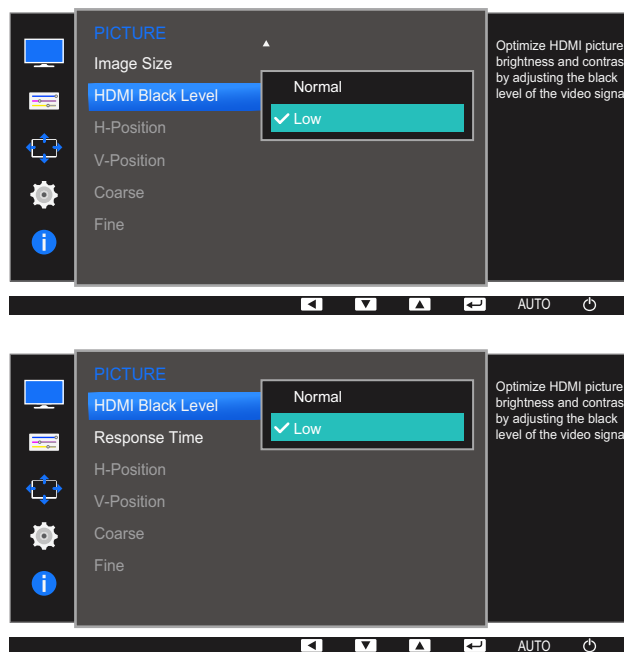 PICTURE
Image Size
HDMI Black Level
H-Position
V-Position
Coarse
Fine
Normal
Low
Optimize HDMI picture
brightness and contras
by adjusting the black
level of the video signa
AUTO
PICTURE
HDMI Black Level
Response Time
H-Position
V-Position
Coarse
Fine
Normal
Low
Optimize HDMI picture
brightness and contras
by adjusting the black
level of the video signa
AUTO